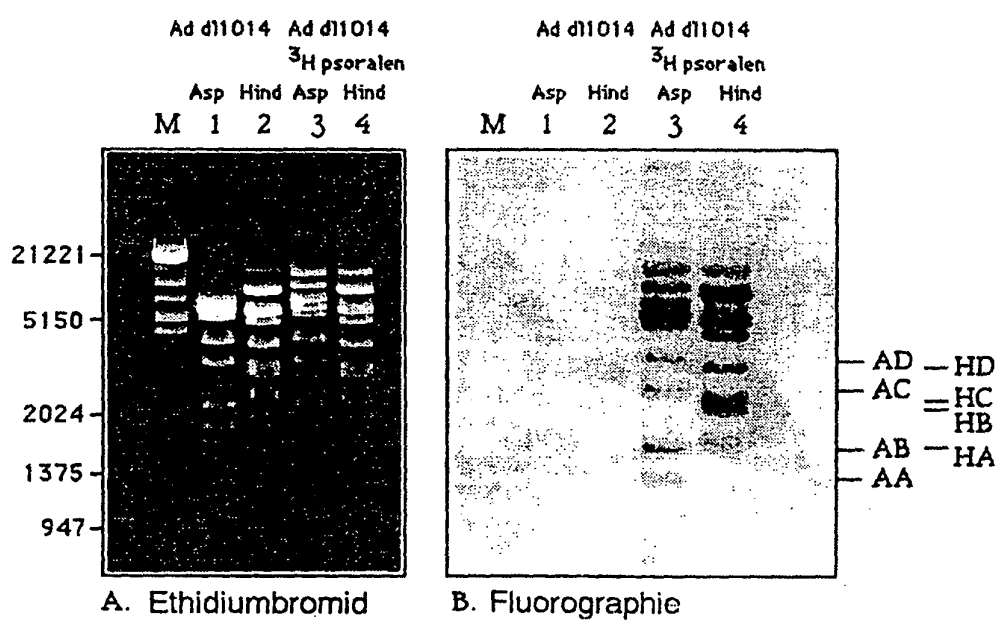 Ad dl1014 Ad dl1014
³H psoralen
Asp Hind Asp Hind
M 1 2 3 4
21221
5150
2024
1375
947
A. Ethidiumbromid
Ad dl1014 Ad dl1014
³H psoralen
Asp Hind Asp Hind
M 1 2 3 4
AD HD
AC HC
HB
AB HA
AA
B. Fluorographie